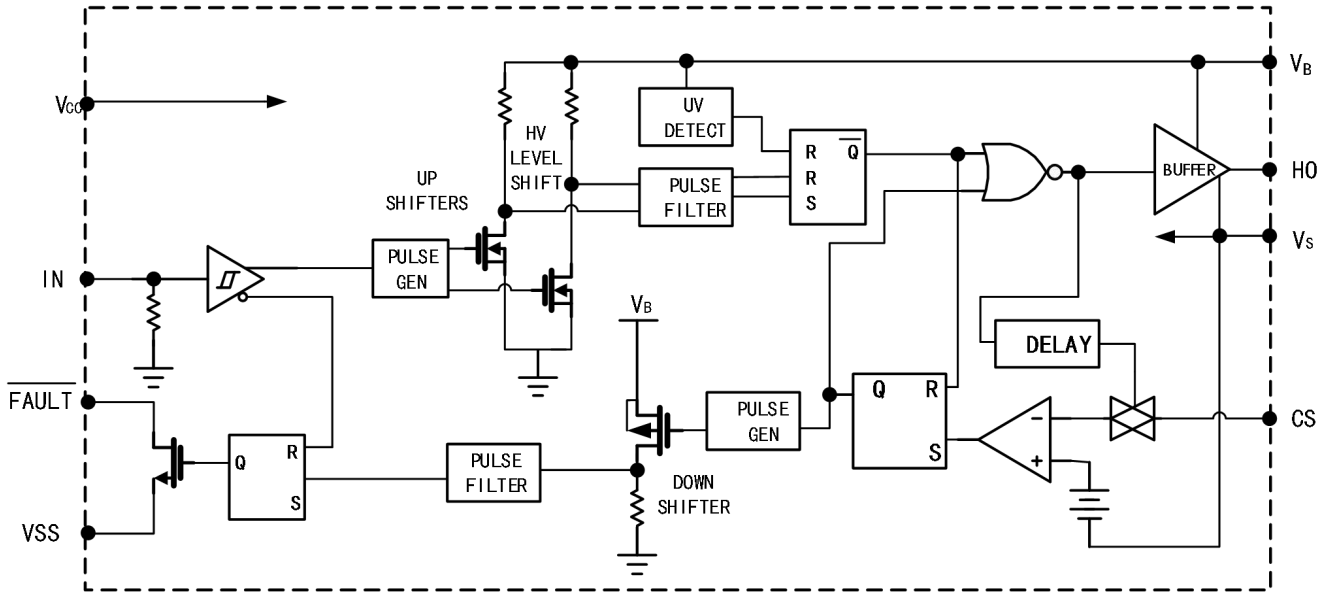 VB
VCC
UV
DETECT
HV
LEVEL
SHIFT
R Q
R
S
UP
SHIFTERS
PULSE
FILTER
BUFFER
HO
VS
PULSE
GEN
IN
VB
DELAY
FAULT
Q R
S
PULSE
GEN
CS
-
+
Q R
S
PULSE
FILTER
DOWN
SHIFTER
VSS